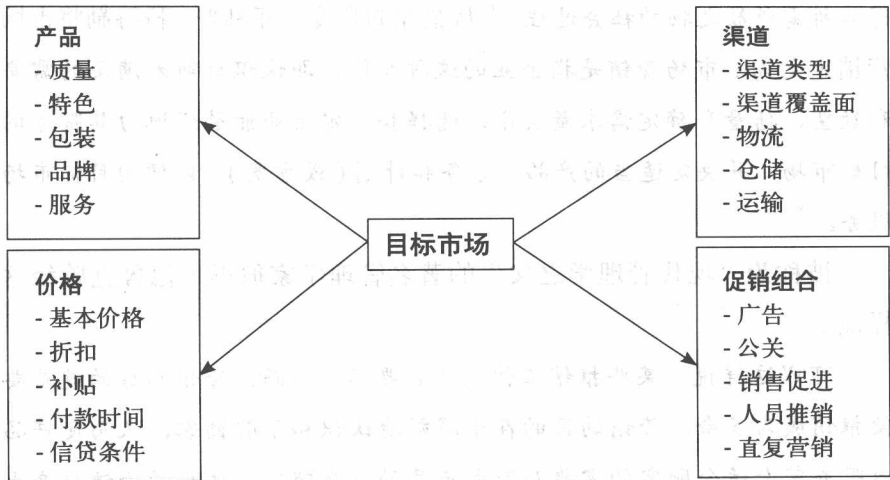 产品
- 质量
- 特色
- 包装
- 品牌
- 服务
渠道
- 渠道类型
- 渠道覆盖面
- 物流
- 仓储
- 运输
目标市场
价格
- 基本价格
- 折扣
- 补贴
- 付款时间
- 信贷条件
促销组合
- 广告
- 公关
- 销售促进
- 人员推销
- 直复营销